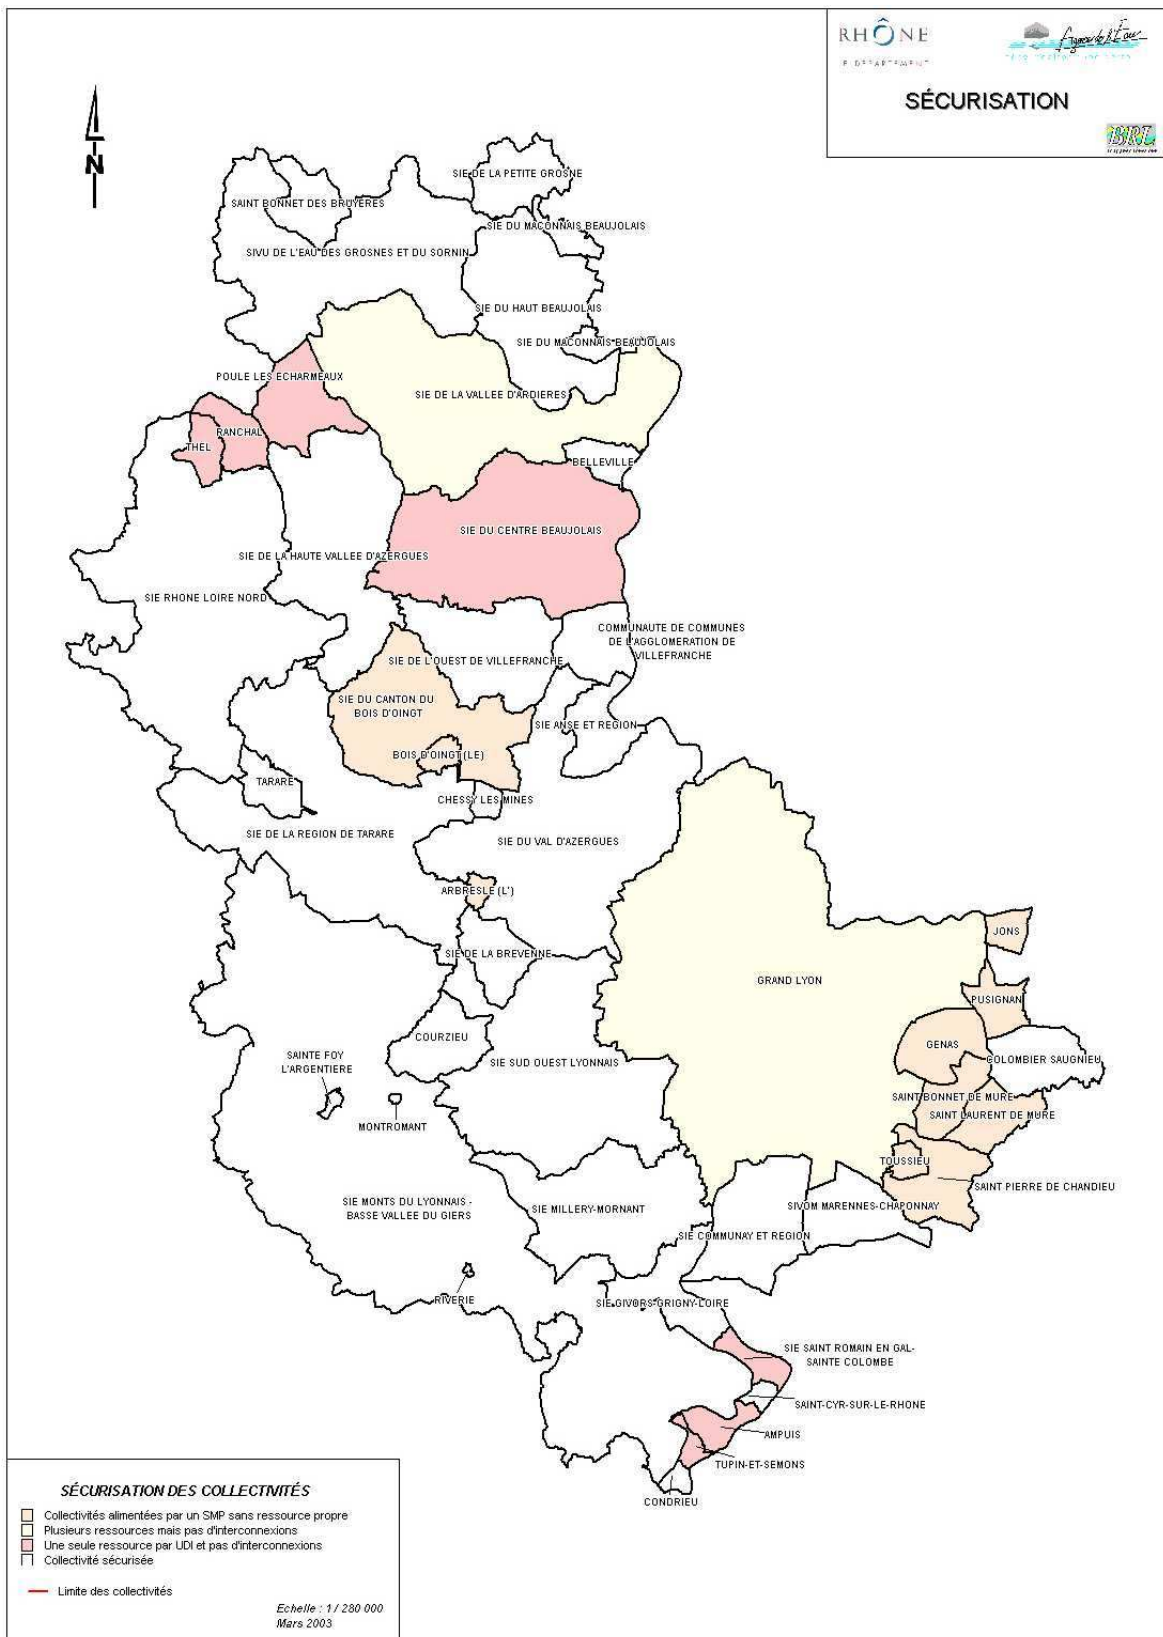 RHÔNE
LE DÉPARTEMENT
Agence de l'Eau
SÉCURISATION
BRL
N
SIE DE LA PETITE GROSNE
SAINT BONNET DES BRUYERES
SIE DU MACONNAIS BEAUJOLAIS
SIVU DE L'EAU DES GROSNES ET DU SORNIN
SIE DU HAUT BEAUJOLAIS
SIE DU MACONNAIS BEAUJOLAIS
POULE LES ECHARMEAUX
SIE DE LA VALLEE D'ARDIERES
RANCHAL
THEL
BELLEVILLE
SIE DU CENTRE BEAUJOLAIS
SIE DE LA HAUTE VALLEE D'AZERGUES
SIE RHONE LOIRE NORD
COMMUNAUTE DE COMMUNES
DE L'AGGLOMERATION DE
VILLEFRANCHE
SIE DE L'OUEST DE VILLEFRANCHE
SIE DU CANTON DU
BOIS D'OINGT
SIE ANSE ET REGION
BOIS D'OINGT (LE)
TARARE
CHESSY LES MINES
SIE DE LA REGION DE TARARE
SIE DU VAL D'AZERGUES
ARBRESLE (L')
JONS
SIE DE LA BREVENNE
GRAND LYON
PUSIGNAN
COURZIEU
GENAS
SAINTE FOY
L'ARGENTIERE
SIE SUD OUEST LYONNAIS
COLOMBIER SAUGNIEU
SAINT BONNET DE MURE
SAINT LAURENT DE MURE
MONTROMANT
TOUSSIEU
SAINT PIERRE DE CHANDIEU
SIE MONTS DU LYONNAIS -
BASSE VALLEE DU GIERS
SIE MILLERY-MORNANT
SIVOM MARENNES-CHAPONNAY
SIE COMMUNAY ET REGION
RIVERIE
SIE GIVORS-GRIGNY-LOIRE
SIE SAINT ROMAIN EN GAL-
SAINTE COLOMBE
SAINT-CYR-SUR-LE-RHONE
AMPUIS
TUPIN-ET-SEMONS
CONDRIEU
SÉCURISATION DES COLLECTIVITÉS
Collectivités alimentées par un SMP sans ressource propre
Plusieurs ressources mais pas d'interconnexions
Une seule ressource par UDI et pas d'interconnexions
Collectivité sécurisée
Limite des collectivités
Echelle : 1 / 280 000
Mars 2003